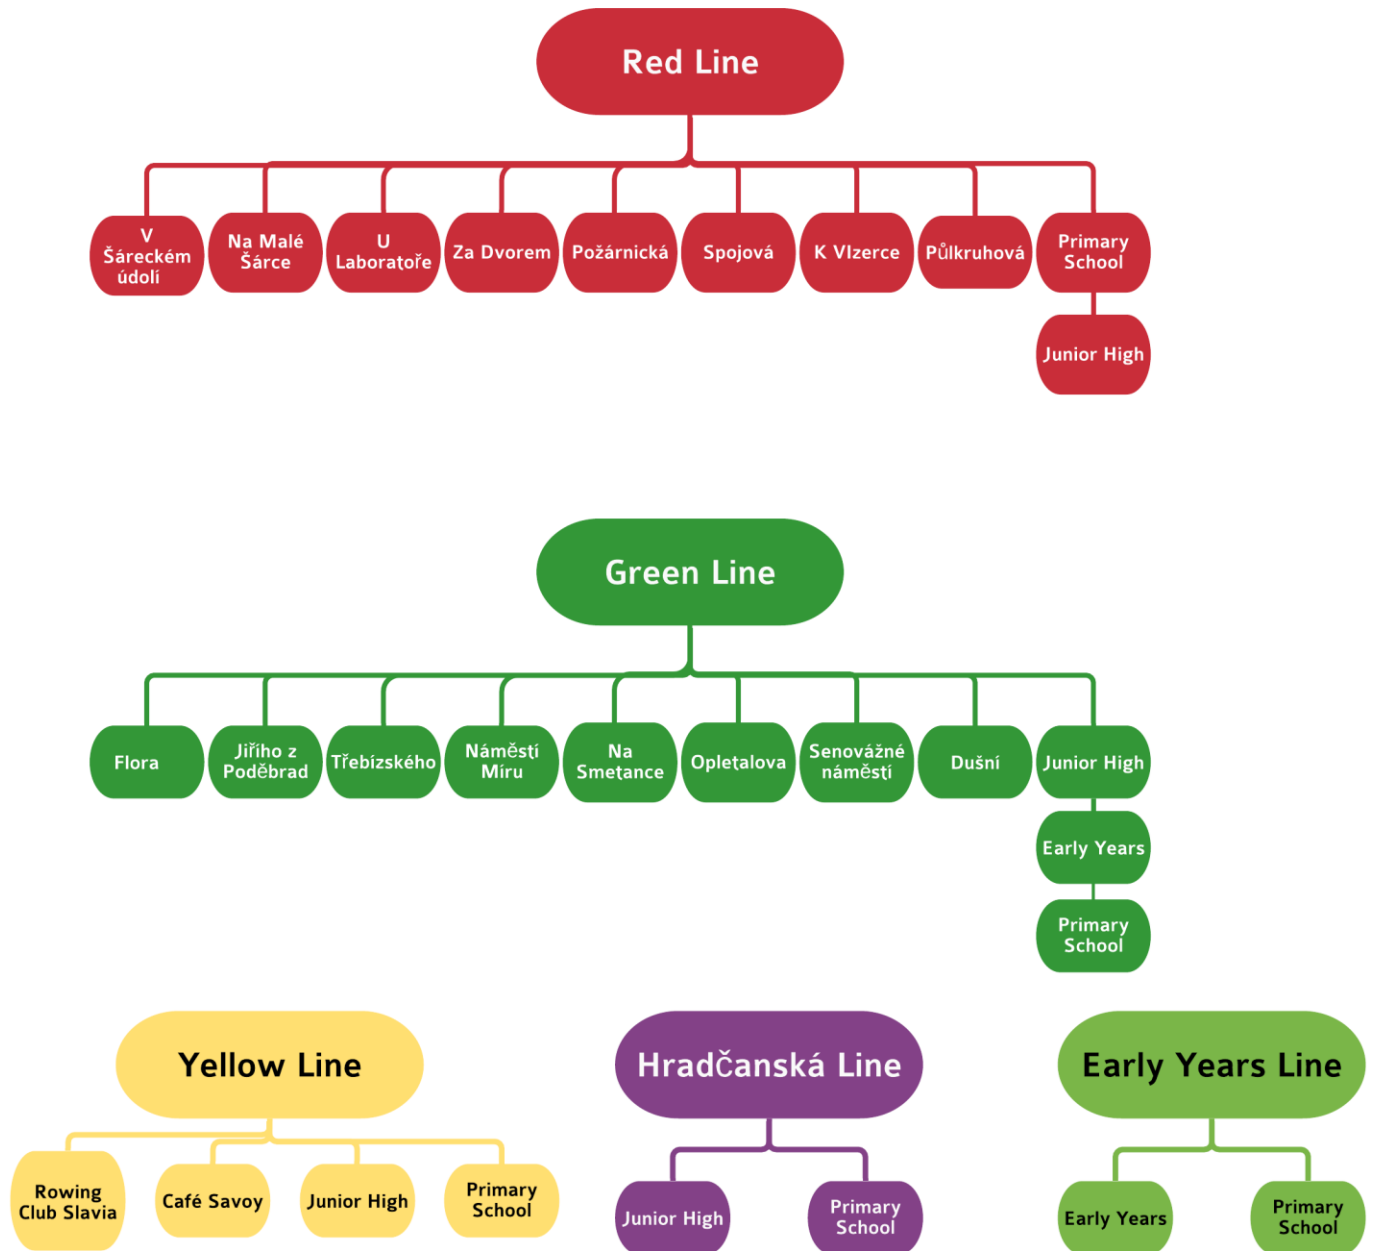 Red Line
V
Šáreckém
údolí
Na Malé
Šárce
U
Laboratoře
Za Dvorem
Požárnická
Spojová
K VIzerce
Půlkruhová
Primary
School
Junior High
Green Line
Flora
Jiřího z
Poděbrad
Třebízského
Náměstí
Míru
Na
Smetance
Opletalova
Senovážné
náměstí
Dušní
Junior High
Early Years
Primary
School
Yellow Line
Rowing
Club Slavia
Café Savoy
Junior High
Primary
School
Hradčanská Line
Junior High
Primary
School
Early Years Line
Early Years
Primary
School